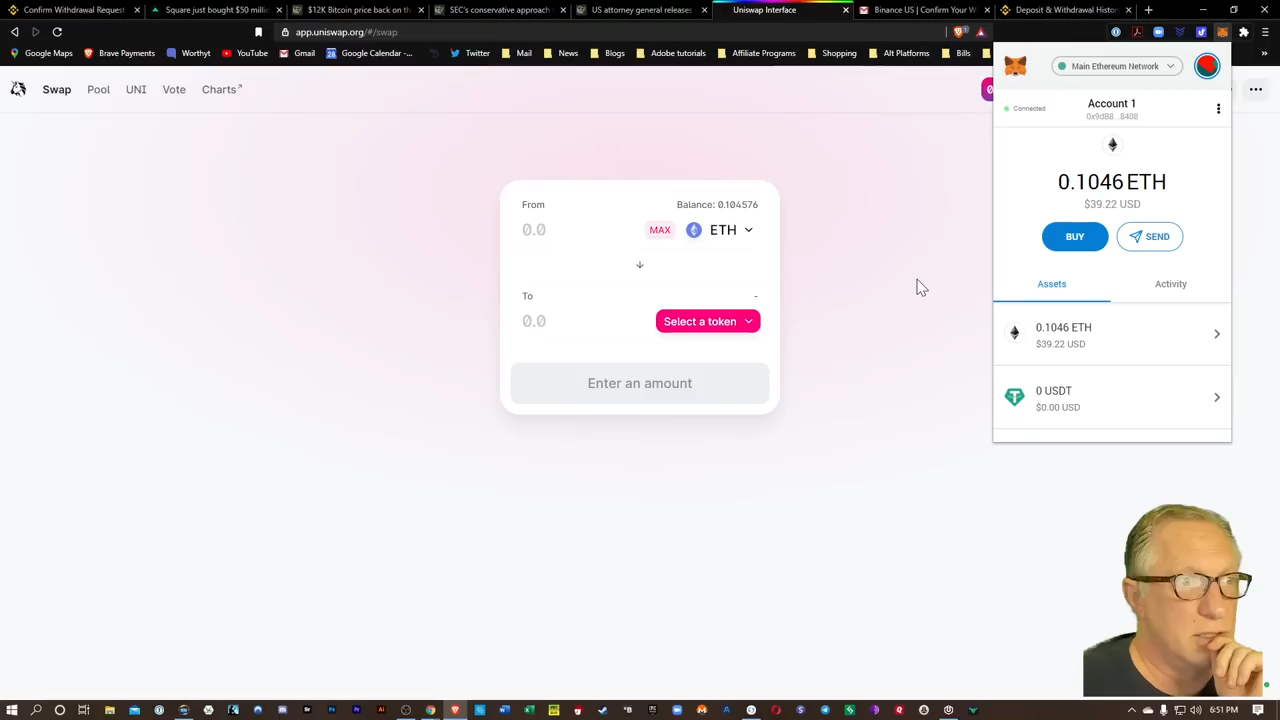 Confirm Withdrawal Request
Square just bought $50 milli
$12K Bitcoin price back on th
SEC's conservative approach
US attorney general releases
Uniswap Interface
Binance US | Confirm Your W
Deposit & Withdrawal Histo
app.uniswap.org/#/swap
Google Maps
Brave Payments
Worthyt
YouTube
Gmail
Google Calendar -...
Twitter
Mail
News
Blogs
Adobe tutorials
Affiliate Programs
Shopping
Alt Platforms
Bills
Swap
Pool
UNI
Vote
Charts
From
Balance: 0.104576
0.0
MAX
ETH
To
-
0.0
Select a token
Enter an amount
Main Ethereum Network
Connected
Account 1
0x9dB8...8408
0.1046 ETH
$39.22 USD
BUY
SEND
Assets
Activity
0.1046 ETH
$39.22 USD
0 USDT
$0.00 USD
6:51 PM